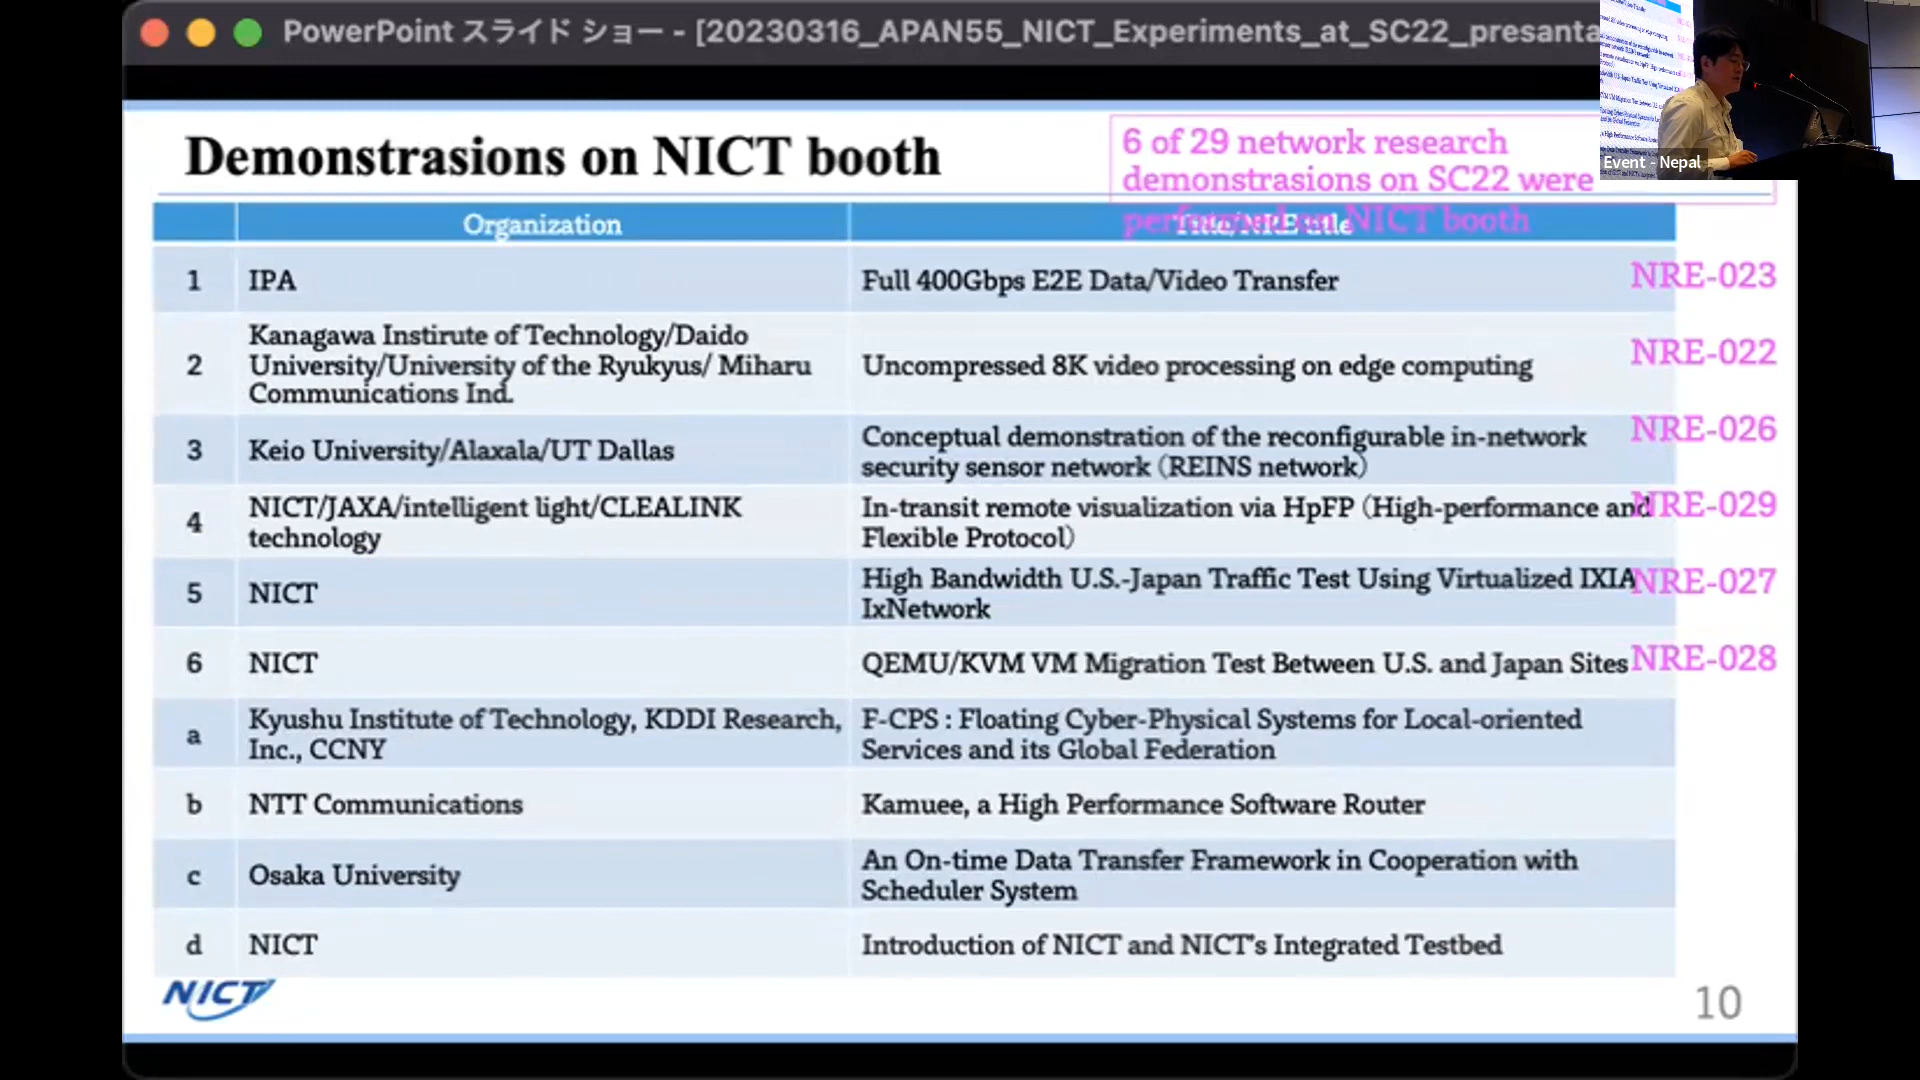 PowerPoint スライド ショー - [20230316_APAN55_NICT_Experiments_at_SC22_presanta
Event - Nepal
Demonstrasions on NICT booth
6 of 29 network research
demonstrasions on SC22 were
performed on NICT booth
Organization
Title/NRE title
1 IPA Full 400Gbps E2E Data/Video Transfer NRE-023
2 Kanagawa Instirute of Technology/Daido
University/University of the Ryukyus/ Miharu
Communications Ind.
Uncompressed 8K video processing on edge computing NRE-022
3 Keio University/Alaxala/UT Dallas
Conceptual demonstration of the reconfigurable in-network
security sensor network (REINS network)
NRE-026
4 NICT/JAXA/intelligent light/CLEALINK
technology
In-transit remote visualization via HpFP (High-performance and
Flexible Protocol)
NRE-029
5 NICT
High Bandwidth U.S.-Japan Traffic Test Using Virtualized IXIA
IxNetwork
NRE-027
6 NICT QEMU/KVM VM Migration Test Between U.S. and Japan Sites NRE-028
a Kyushu Institute of Technology, KDDI Research,
Inc., CCNY
F-CPS : Floating Cyber-Physical Systems for Local-oriented
Services and its Global Federation
b NTT Communications Kamuee, a High Performance Software Router
c Osaka University
An On-time Data Transfer Framework in Cooperation with
Scheduler System
d NICT Introduction of NICT and NICT's Integrated Testbed
NICT
10